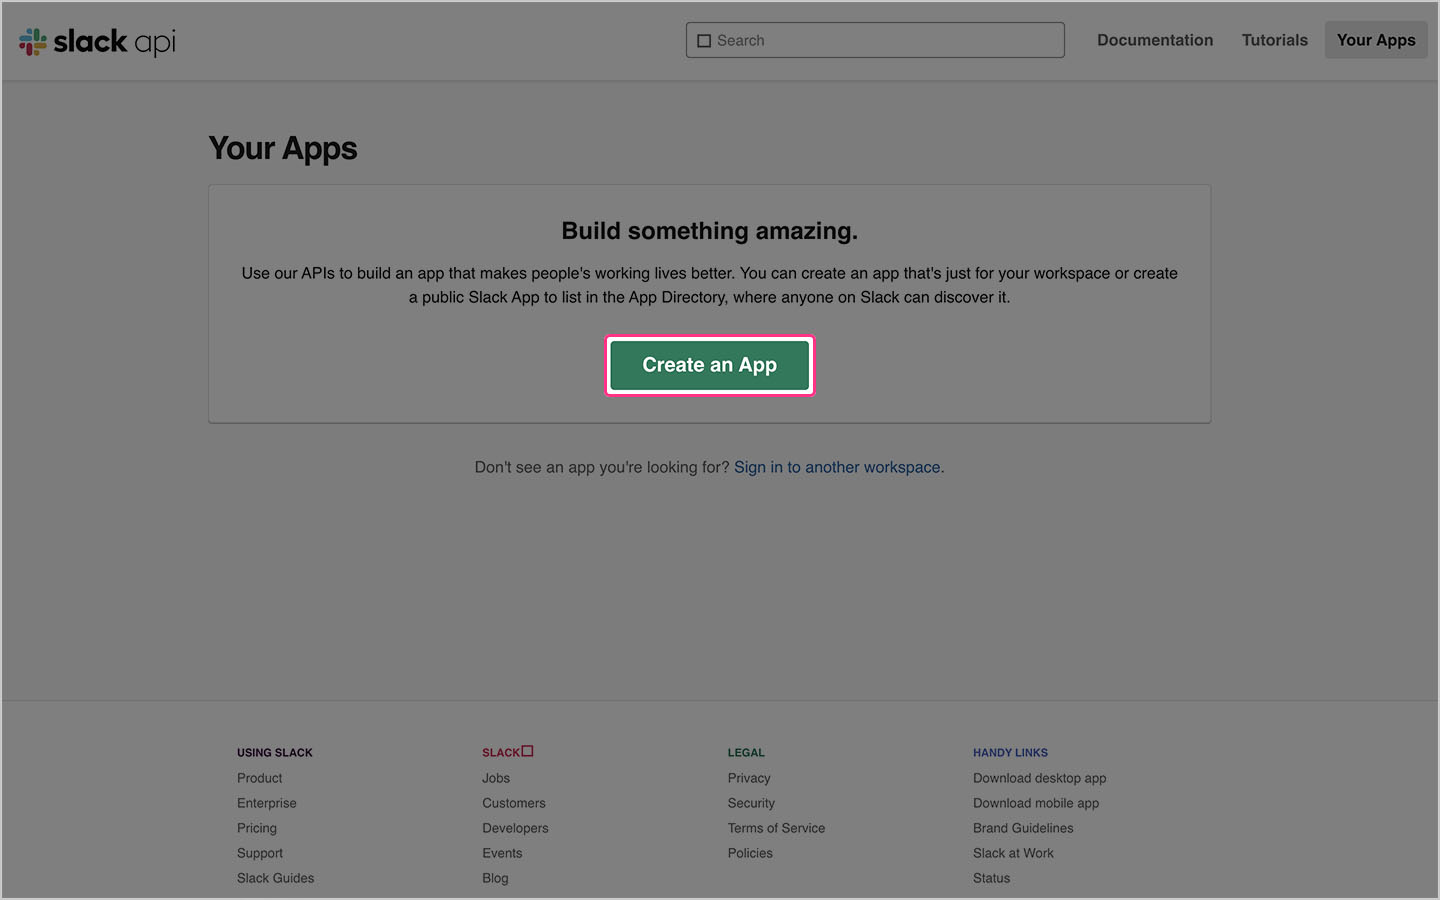 slack api
Search
Documentation
Tutorials
Your Apps
Your Apps
Build something amazing.
Use our APIs to build an app that makes people's working lives better. You can create an app that's just for your workspace or create
a public Slack App to list in the App Directory, where anyone on Slack can discover it.
Create an App
Don't see an app you're looking for? Sign in to another workspace.
USING SLACK
Product
Enterprise
Pricing
Support
Slack Guides
SLACK
Jobs
Customers
Developers
Events
Blog
LEGAL
Privacy
Security
Terms of Service
Policies
HANDY LINKS
Download desktop app
Download mobile app
Brand Guidelines
Slack at Work
Status